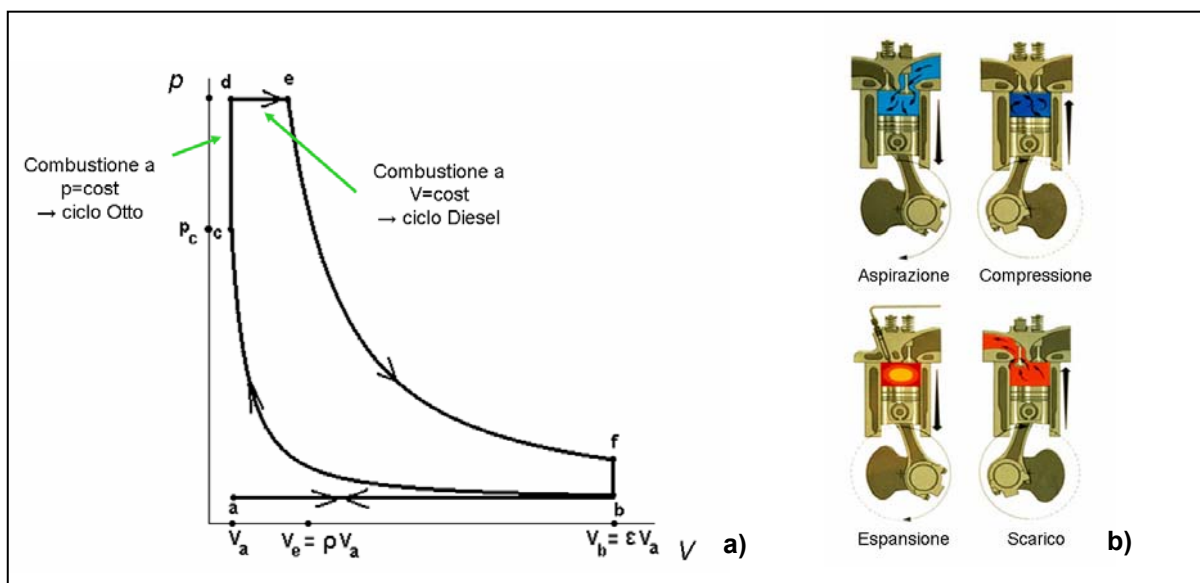 p
d
e
Combustione a
p=cost
→ ciclo Otto
Combustione a
V=cost
→ ciclo Diesel
p_c
c
f
a
b
V_a
V_e = ρV_a
V_b = εV_a
V
a)
Aspirazione
Compressione
Espansione
Scarico
b)